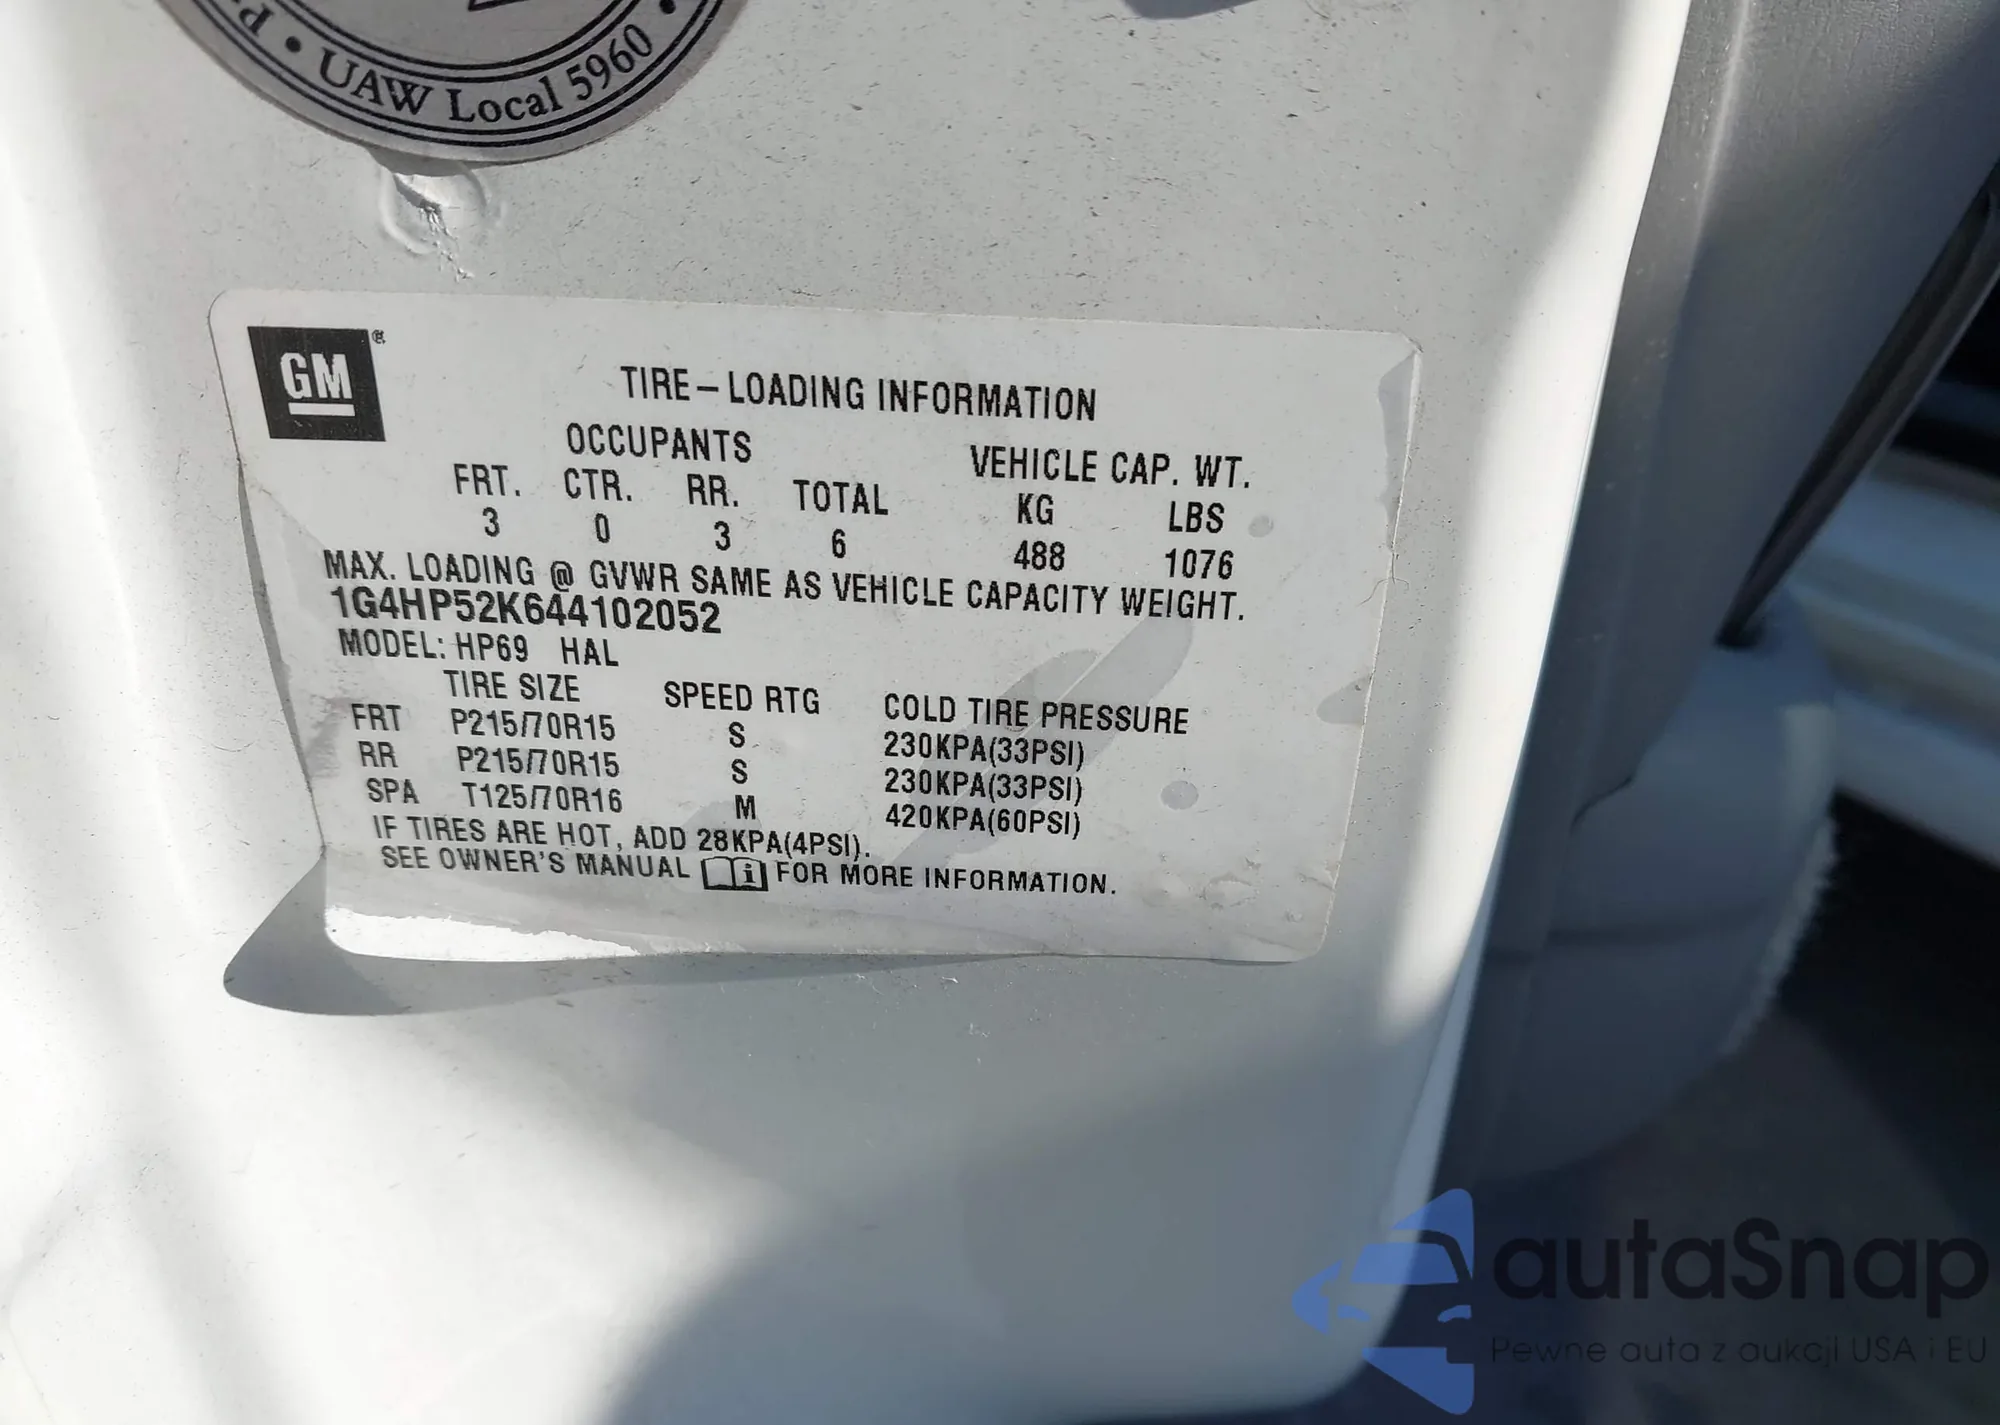 • UAW Local 5960 •
GM®
TIRE–LOADING INFORMATION
OCCUPANTS VEHICLE CAP. WT.
FRT. CTR. RR. TOTAL KG LBS
3 0 3 6 488 1076
MAX. LOADING @ GVWR SAME AS VEHICLE CAPACITY WEIGHT.
1G4HP52K644102052
MODEL: HP69 HAL
TIRE SIZE SPEED RTG COLD TIRE PRESSURE
FRT P215/70R15 S 230KPA(33PSI)
RR P215/70R15 S 230KPA(33PSI)
SPA T125/70R16 M 420KPA(60PSI)
IF TIRES ARE HOT, ADD 28KPA(4PSI).
SEE OWNER'S MANUAL i FOR MORE INFORMATION.
autaSnap
Pewne auta z aukcji USA i EU